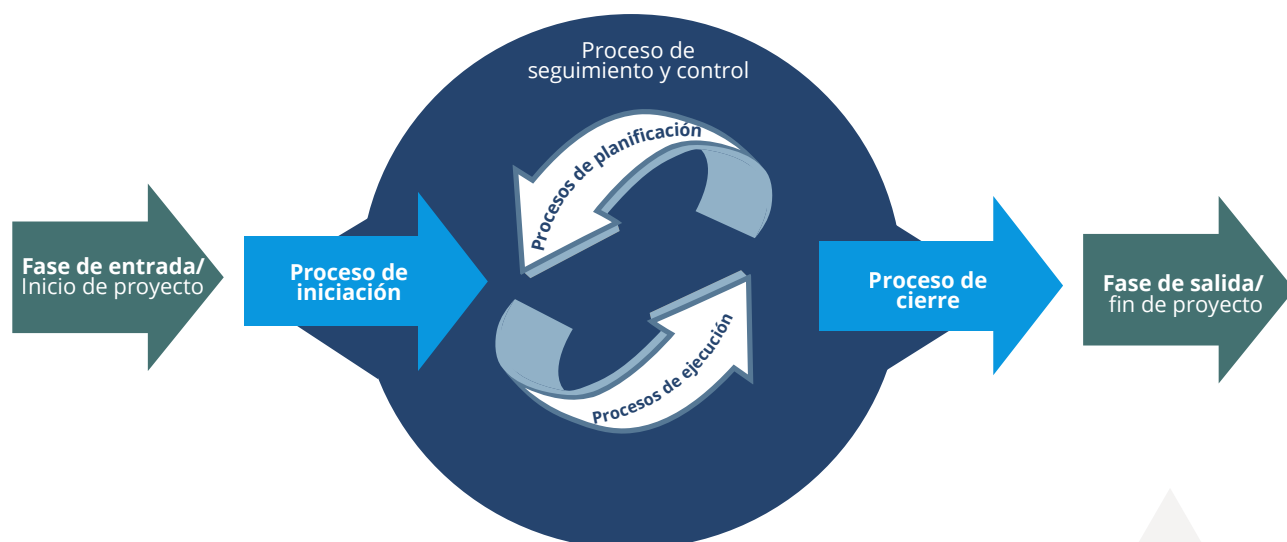 Proceso de
seguimiento y control
Procesos de planificación
Fase de entrada/
Inicio de proyecto
Proceso de
iniciación
Procesos de ejecución
Proceso de
cierre
Fase de salida/
fin de proyecto